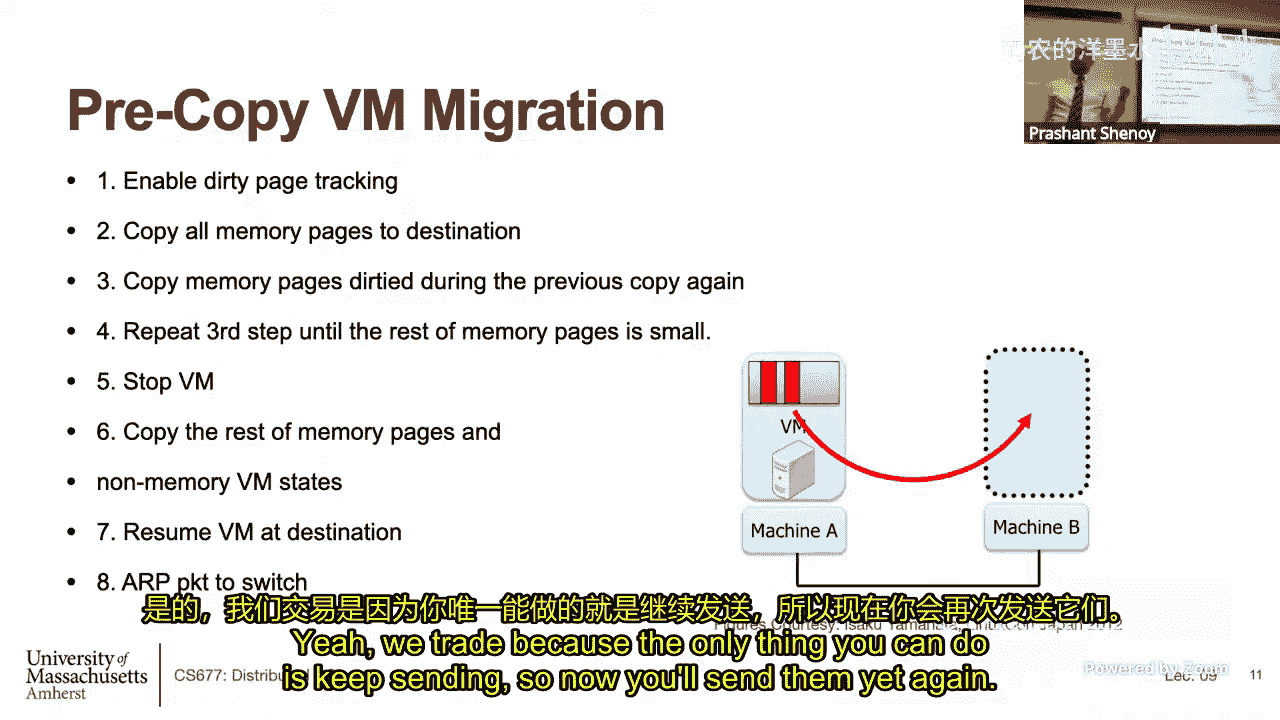 农的洋墨水
Prashant Shenoy
Pre-Copy VM Migration
• 1. Enable dirty page tracking
• 2. Copy all memory pages to destination
• 3. Copy memory pages dirtied during the previous copy again
• 4. Repeat 3rd step until the rest of memory pages is small.
• 5. Stop VM
• 6. Copy the rest of memory pages and
• non-memory VM states
• 7. Resume VM at destination
• 8. ARP pkt to switch
VM
Machine A
Machine B
是的，我们交易是因为你唯一能做的就是继续发送，所以现在你会再次发送它们。
Yeah, we trade because the only thing you can do
is keep sending, so now you'll send them yet again.
University of
Massachusetts
Amherst
CS677:
Powered by Zoom
Lec. 09
11